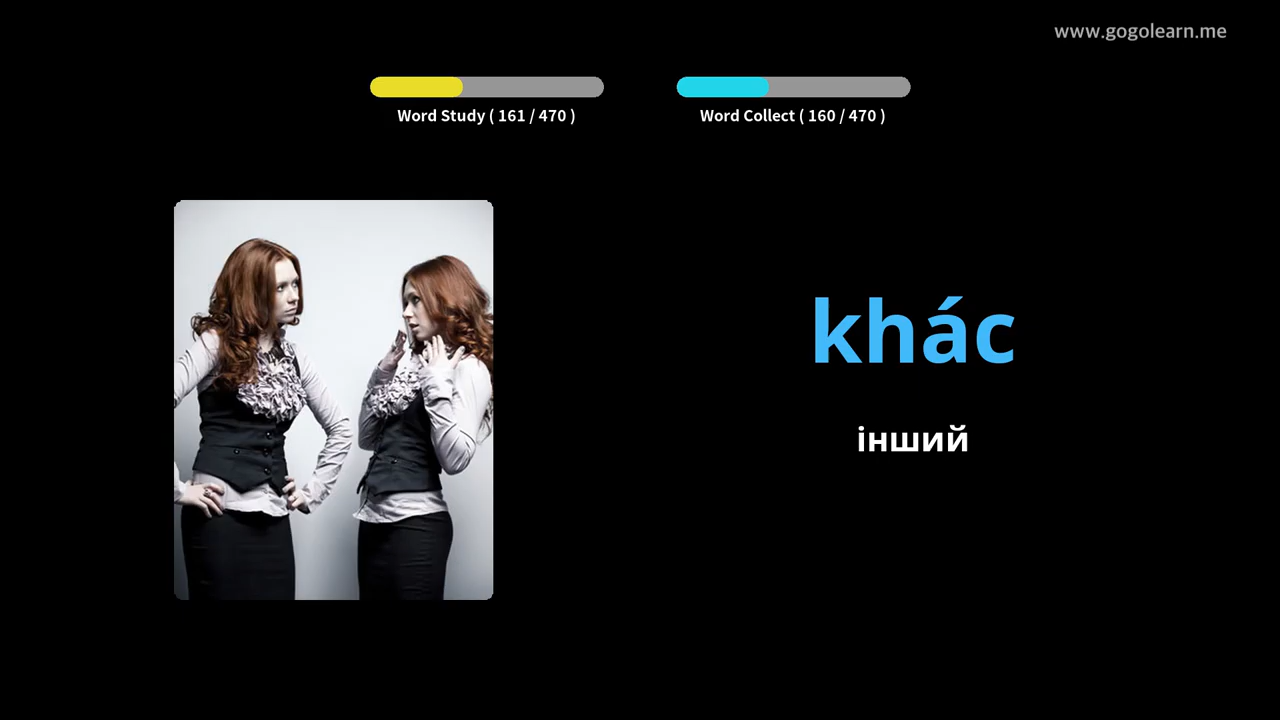 www.gogolearn.me
Word Study ( 161 / 470 )
Word Collect ( 160 / 470 )
khác
інший